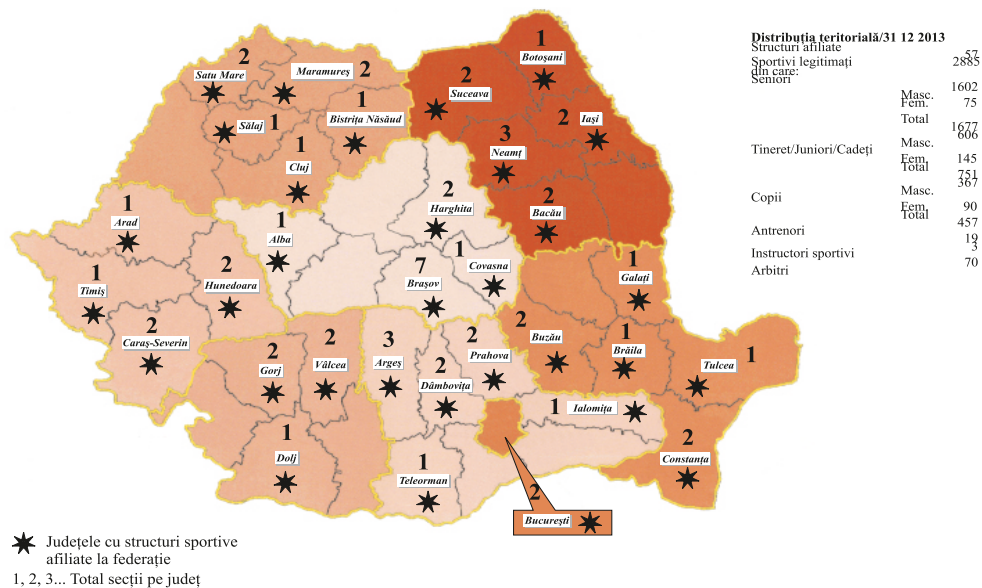 1
Botoșani
2
Satu Mare
Maramureș 2
2
Suceava
1
Bistrița Năsăud
2
Iași
Sălaj 1
3
Neamț
1
Cluj
2
Harghita
2
Bacău
1
Arad
1
Alba
1
Covasna
1
Galați
2
Hunedoara
7
Brașov
1
Timiș
2
Caraș-Severin
2
Gorj
2
Vâlcea
3
Argeș
2
Prahova
2
Buzău
1
Brăila
Tulcea 1
2
Dâmbovița
1 Ialomița
1
Dolj
1
Teleorman
2
Constanța
2
București
Județele cu structuri sportive
afiliate la federație
1, 2, 3... Total secții pe județ
Distribuția teritorială/31 12 2013
Structuri afiliate 57
Sportivi legitimați 2885
din care:
Seniori
Masc. 1602
Fem. 75
Total 1677
Tineret/Juniori/Cadeți
Masc. 606
Fem. 145
Total 751
Copii
Masc. 367
Fem. 90
Total 457
Antrenori 19
Instructori sportivi 3
Arbitri 70